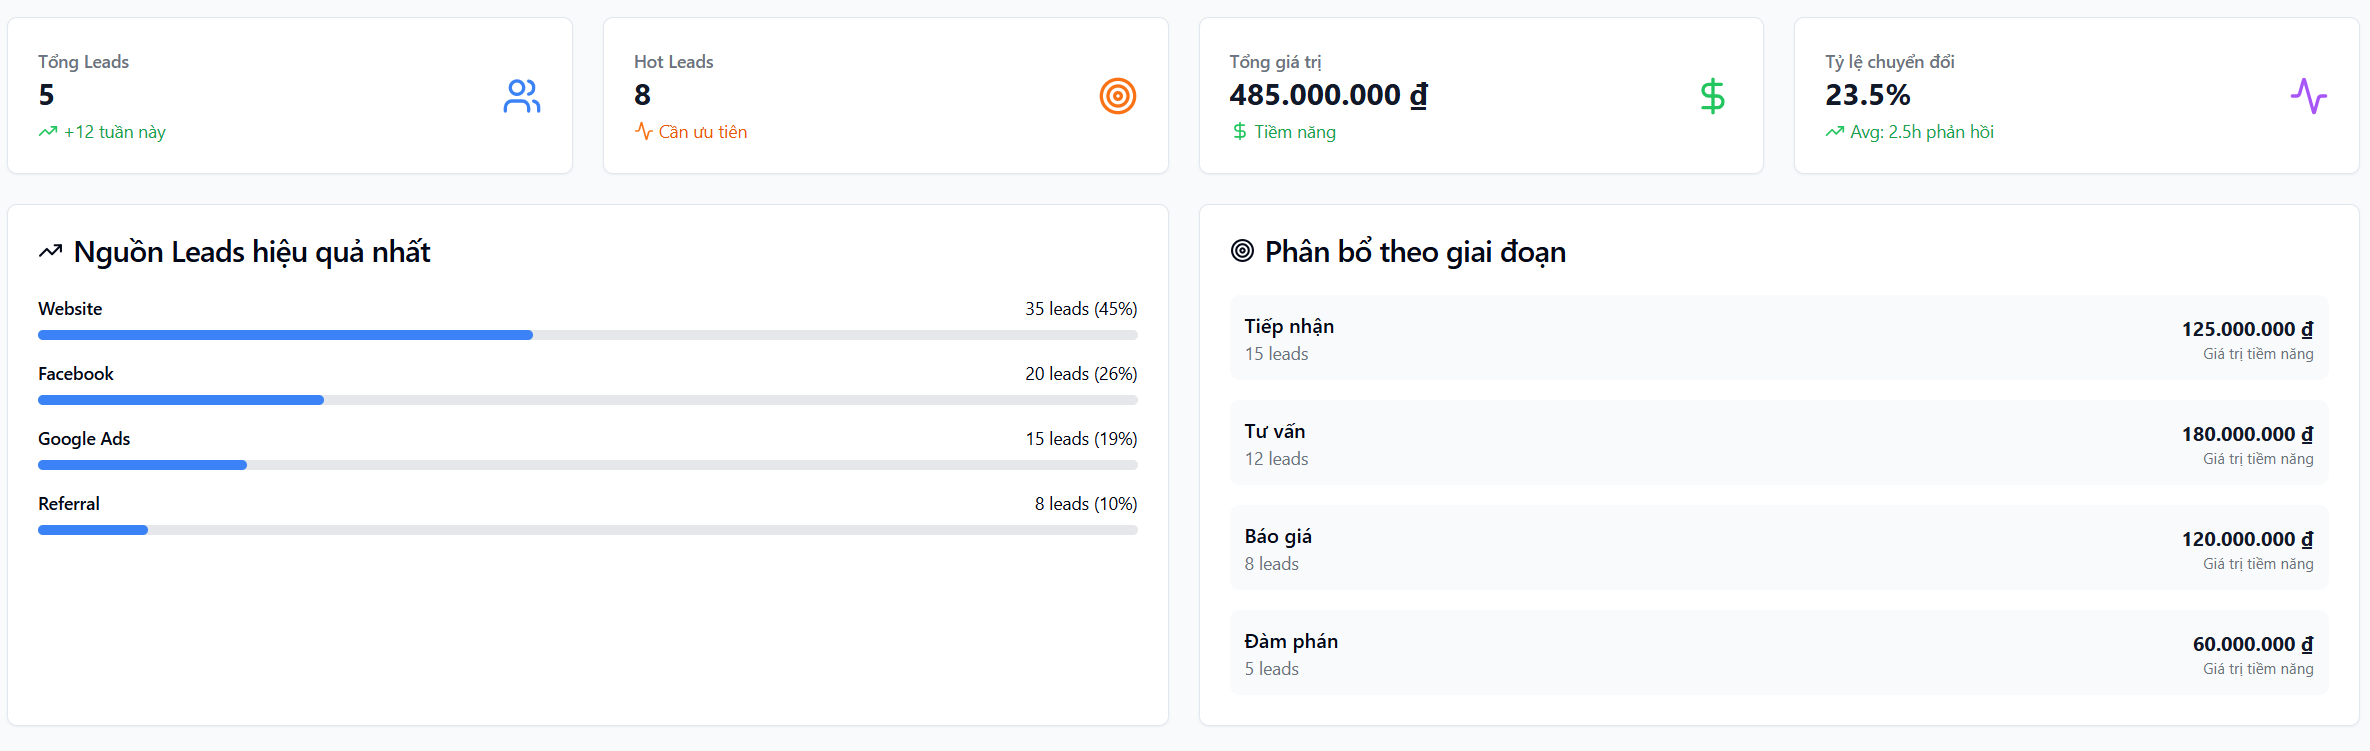 Tổng Leads
5
+12 tuần này
Hot Leads
8
Cần ưu tiên
Tổng giá trị
485.000.000 ₫
Tiềm năng
Tỷ lệ chuyển đổi
23.5%
Avg: 2.5h phản hồi
Nguồn Leads hiệu quả nhất
Website 35 leads (45%)
Facebook 20 leads (26%)
Google Ads 15 leads (19%)
Referral 8 leads (10%)
Phân bổ theo giai đoạn
Tiếp nhận 125.000.000 ₫
15 leads Giá trị tiềm năng
Tư vấn 180.000.000 ₫
12 leads Giá trị tiềm năng
Báo giá 120.000.000 ₫
8 leads Giá trị tiềm năng
Đàm phán 60.000.000 ₫
5 leads Giá trị tiềm năng